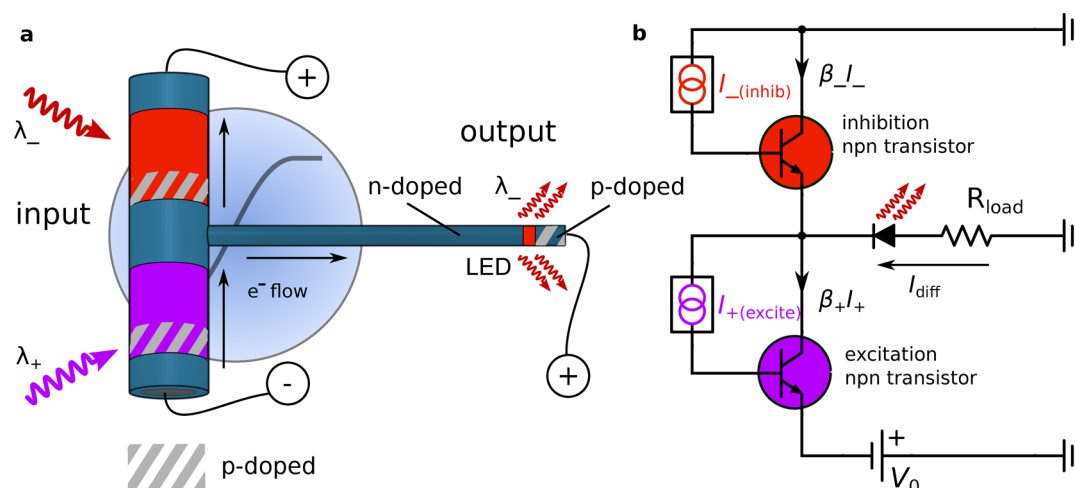 a
λ_
input
λ+
+
-
e⁻ flow
n-doped
output
λ_
p-doped
LED
+
p-doped
b
I_(inhib)
β_I_
inhibition
npn transistor
Rload
Idiff
I+(excite)
β+I+
excitation
npn transistor
+
V0